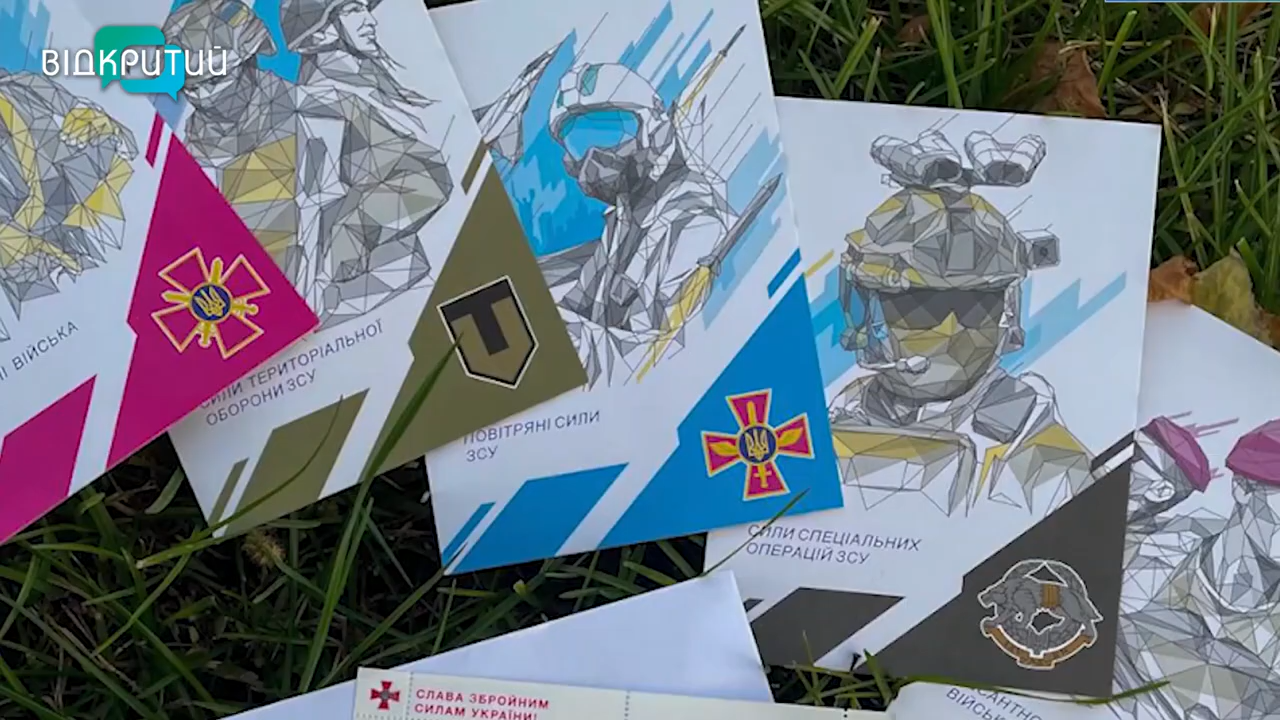 ВІДКРИТИЙ
ВІЙСЬКА
СИЛИ ТЕРИТОРІАЛЬНОЇ
ОБОРОНИ ЗСУ
ПОВІТРЯНІ СИЛИ
ЗСУ
СИЛИ СПЕЦІАЛЬНИХ
ОПЕРАЦІЙ ЗСУ
СЛАВА ЗБРОЙНИМ
СИЛАМ УКРАЇНИ!